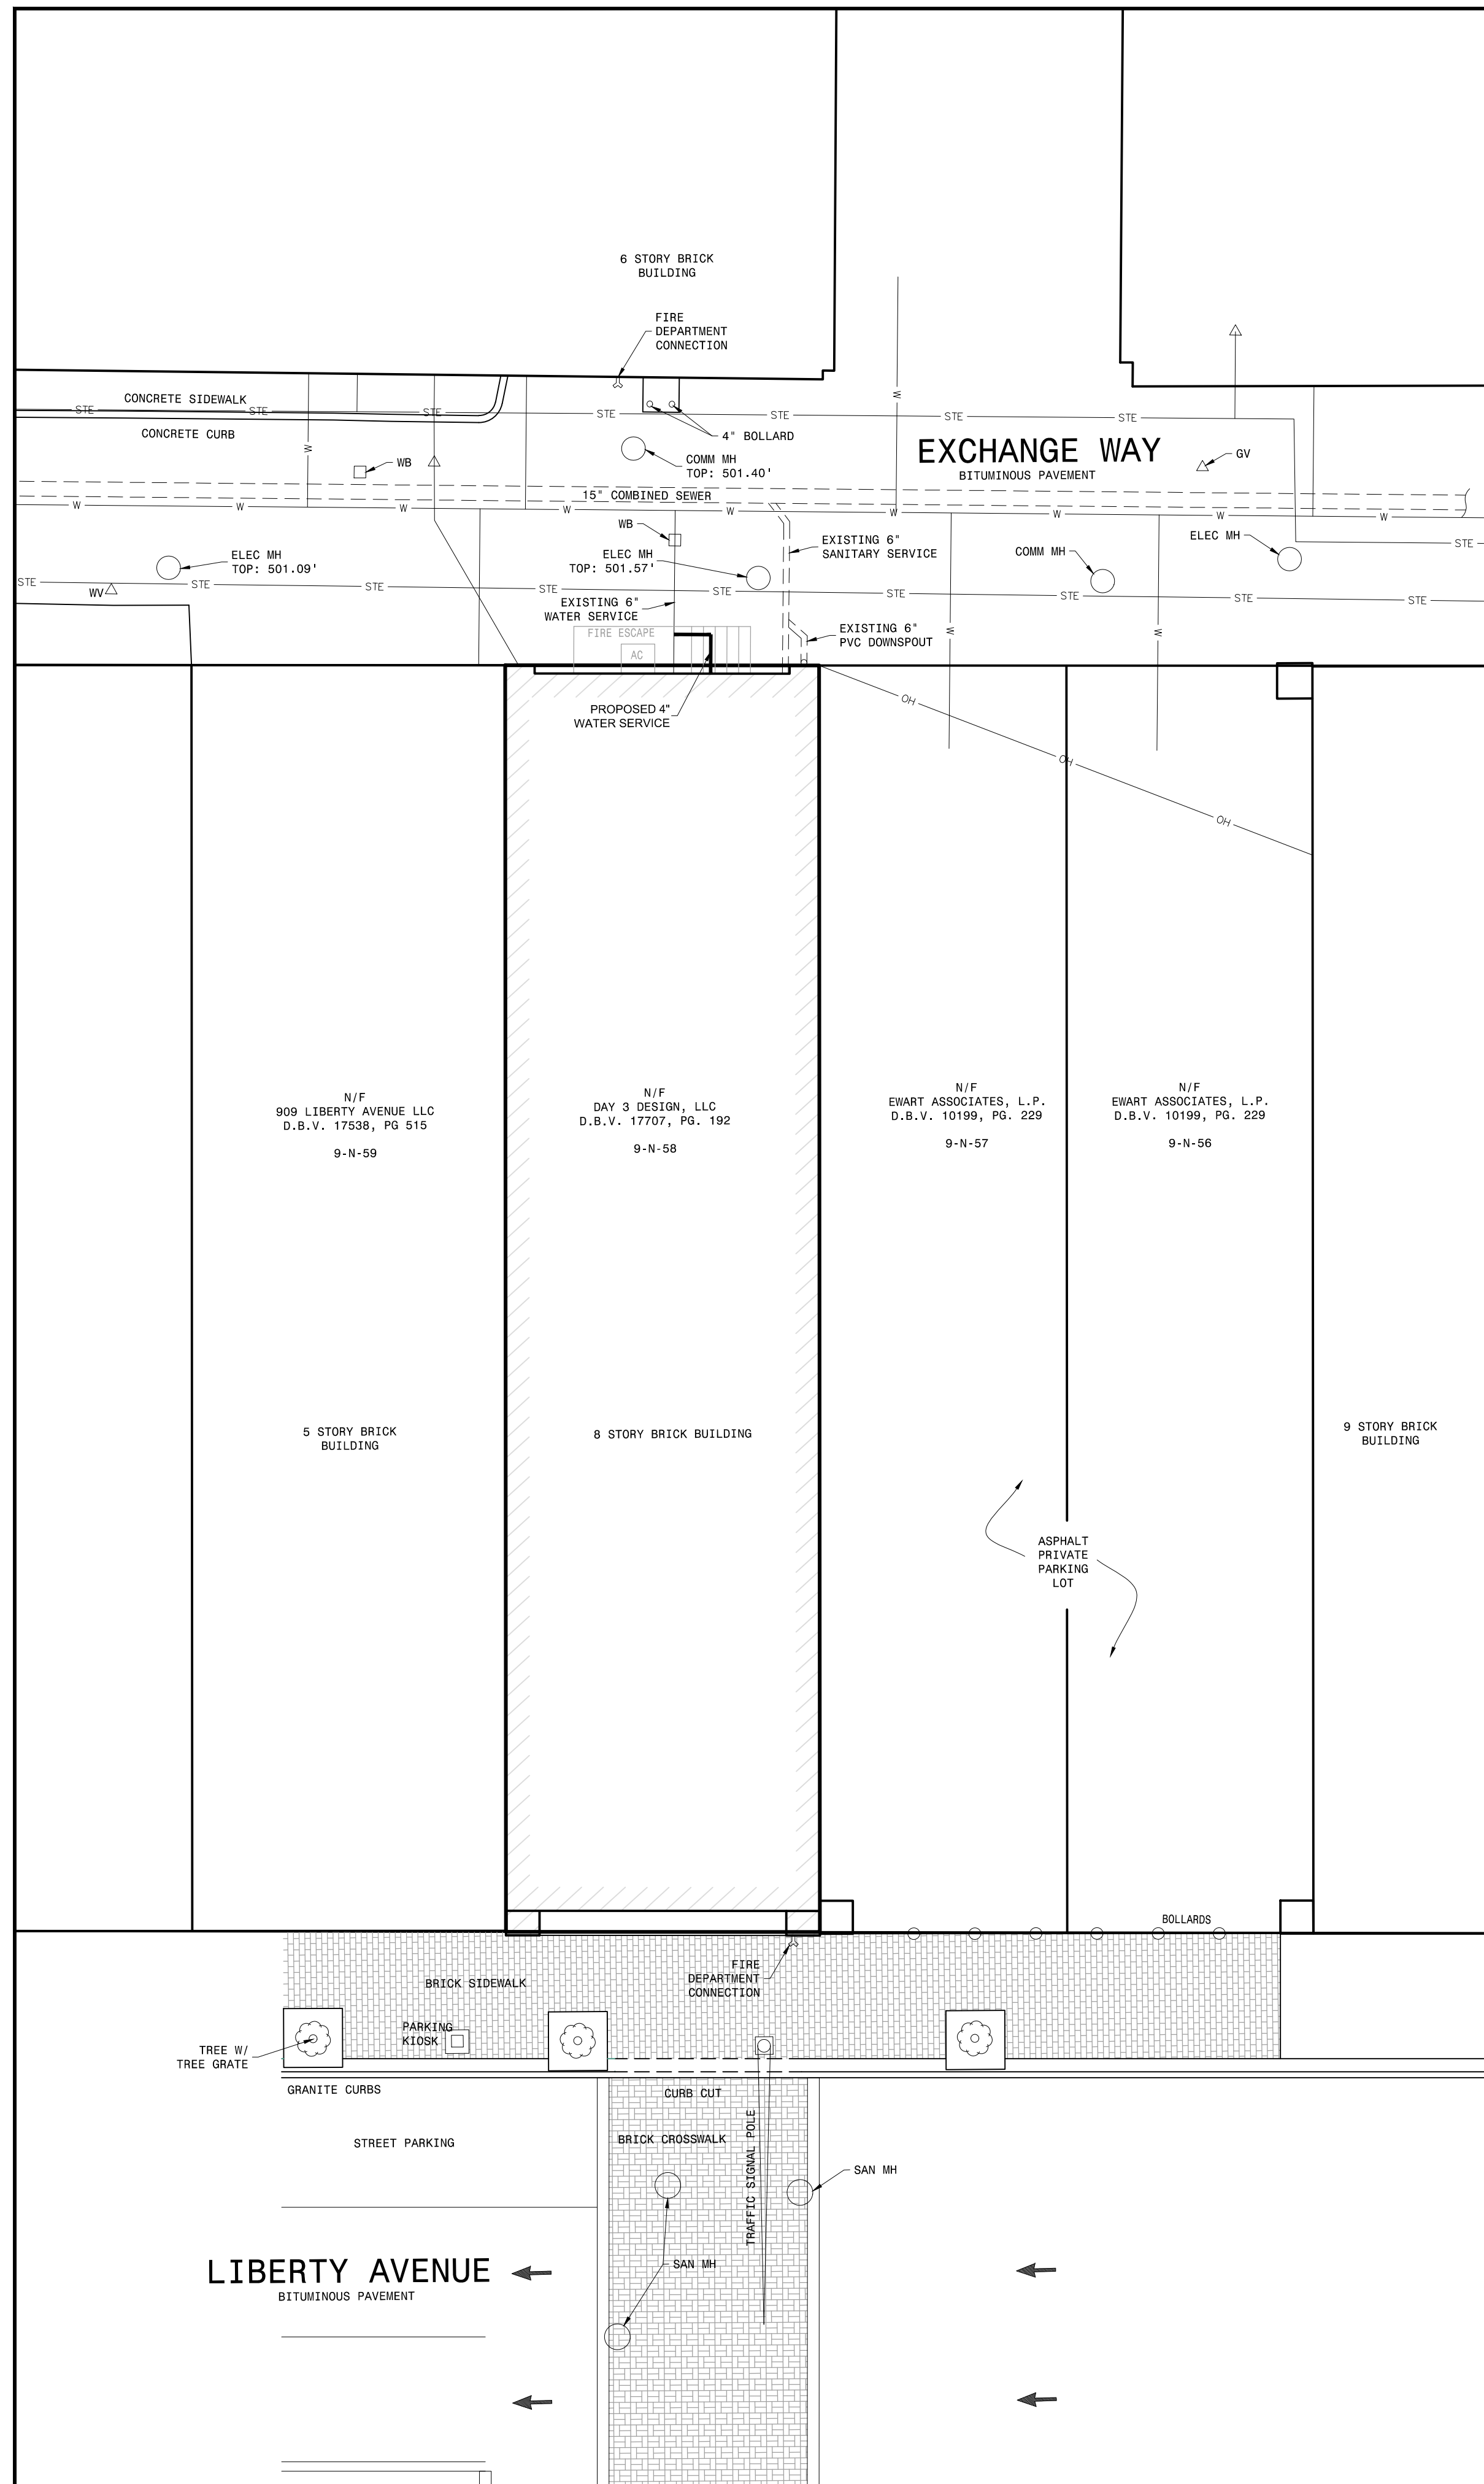 6 STORY BRICK
BUILDING
FIRE
DEPARTMENT
CONNECTION
CONCRETE SIDEWALK
STE
STE
STE
STE
STE
STE
STE
CONCRETE CURB
W
W
4" BOLLARD
EXCHANGE WAY
BITUMINOUS PAVEMENT
WB
COMM MH
TOP: 501.40'
GV
15" COMBINED SEWER
W
W
W
W
W
W
W
W
W
WB
EXISTING 6"
SANITARY SERVICE
ELEC MH
TOP: 501.09'
ELEC MH
TOP: 501.57'
COMM MH
ELEC MH
STE
STE
STE
STE
STE
STE
STE
STE
STE
STE
WV
EXISTING 6"
WATER SERVICE
FIRE ESCAPE
AC
EXISTING 6"
PVC DOWNSPOUT
W
W
PROPOSED 4"
WATER SERVICE
OH
OH
OH
N/F
909 LIBERTY AVENUE LLC
D.B.V. 17538, PG 515
9-N-59
N/F
DAY 3 DESIGN, LLC
D.B.V. 17707, PG. 192
9-N-58
N/F
EWART ASSOCIATES, L.P.
D.B.V. 10199, PG. 229
9-N-57
N/F
EWART ASSOCIATES, L.P.
D.B.V. 10199, PG. 229
9-N-56
5 STORY BRICK
BUILDING
8 STORY BRICK BUILDING
9 STORY BRICK
BUILDING
ASPHALT
PRIVATE
PARKING
LOT
BOLLARDS
BRICK SIDEWALK
FIRE
DEPARTMENT
CONNECTION
PARKING
KIOSK
TREE W/
TREE GRATE
GRANITE CURBS
CURB CUT
STREET PARKING
BRICK CROSSWALK
TRAFFIC SIGNAL POLE
SAN MH
SAN MH
LIBERTY AVENUE
BITUMINOUS PAVEMENT